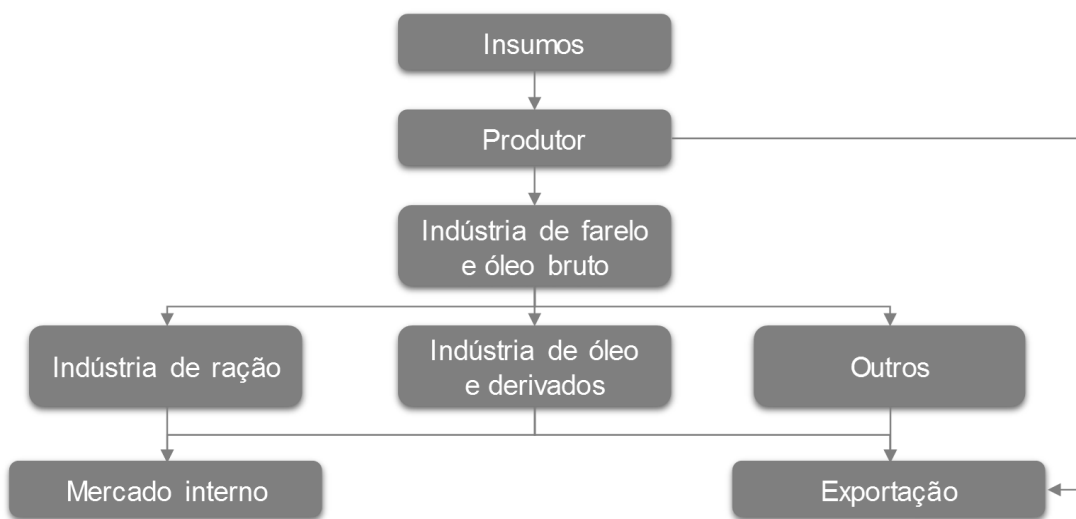 Insumos
Produtor
Indústria de farelo
e óleo bruto
Indústria de ração
Indústria de óleo
e derivados
Outros
Mercado interno
Exportação